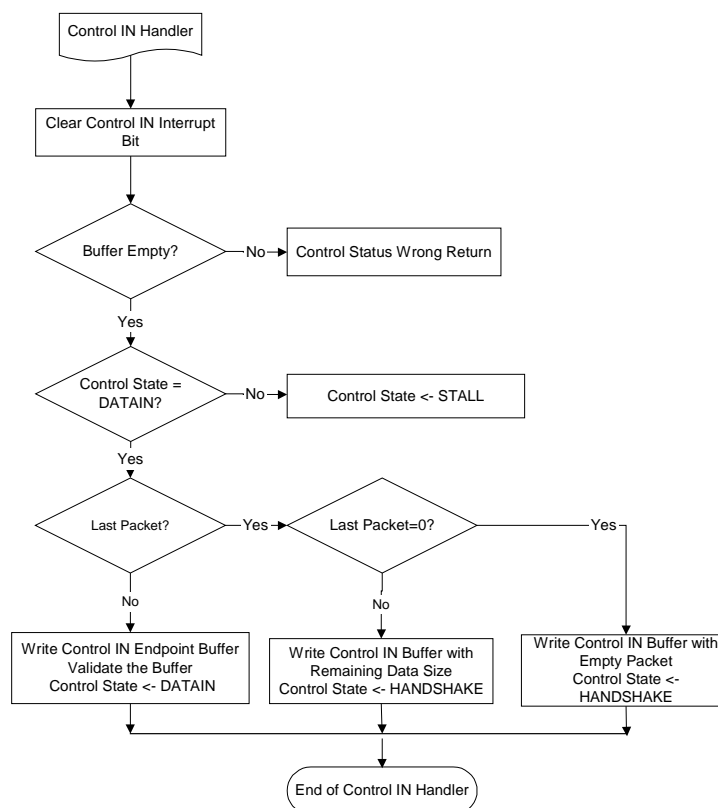 Control IN Handler
Clear Control IN Interrupt
Bit
Buffer Empty?
No
Control Status Wrong Return
Yes
Control State =
DATAIN?
No
Control State <- STALL
Yes
Last Packet?
Yes
Last Packet=0?
Yes
No
No
Write Control IN Endpoint Buffer
Validate the Buffer
Control State <- DATAIN
Write Control IN Buffer with
Remaining Data Size
Control State <- HANDSHAKE
Write Control IN Buffer with
Empty Packet
Control State <-
HANDSHAKE
End of Control IN Handler